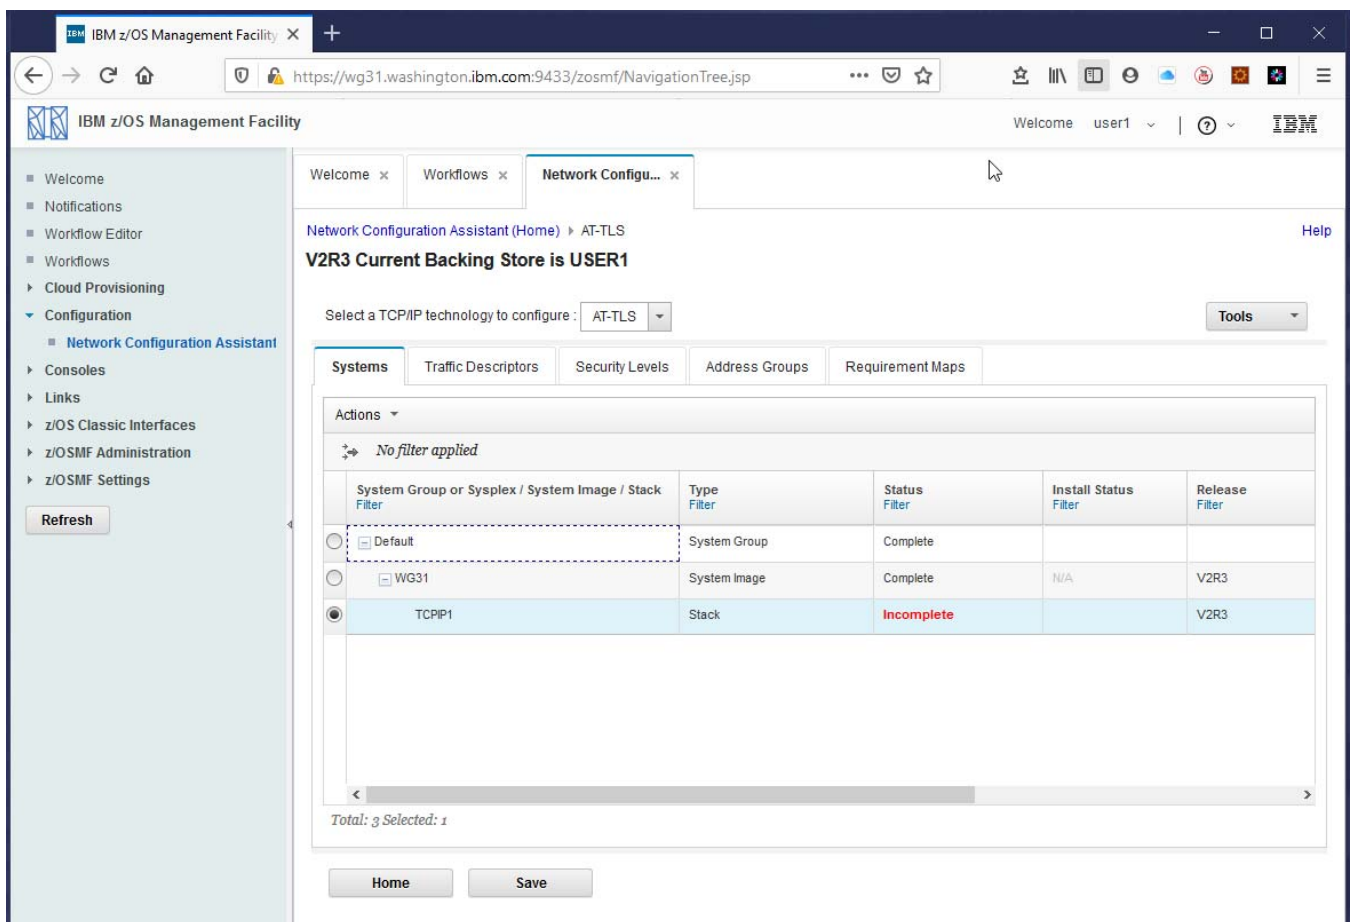 IBM IBM z/OS Management Facility
https://wg31.washington.ibm.com:9433/zosmf/NavigationTree.jsp
IBM z/OS Management Facility
Welcome user1
IBM
Welcome
Notifications
Workflow Editor
Workflows
Cloud Provisioning
Configuration
Network Configuration Assistant
Consoles
Links
z/OS Classic Interfaces
z/OSMF Administration
z/OSMF Settings
Refresh
Welcome
Workflows
Network Configu...
Network Configuration Assistant (Home) AT-TLS
Help
V2R3 Current Backing Store is USER1
Select a TCP/IP technology to configure : AT-TLS
Tools
Systems
Traffic Descriptors
Security Levels
Address Groups
Requirement Maps
Actions
No filter applied
System Group or Sysplex / System Image / Stack Type Status Install Status Release
Filter Filter Filter Filter Filter
Default System Group Complete
WG31 System Image Complete N/A V2R3
TCPIP1 Stack Incomplete V2R3
Total: 3 Selected: 1
Home
Save